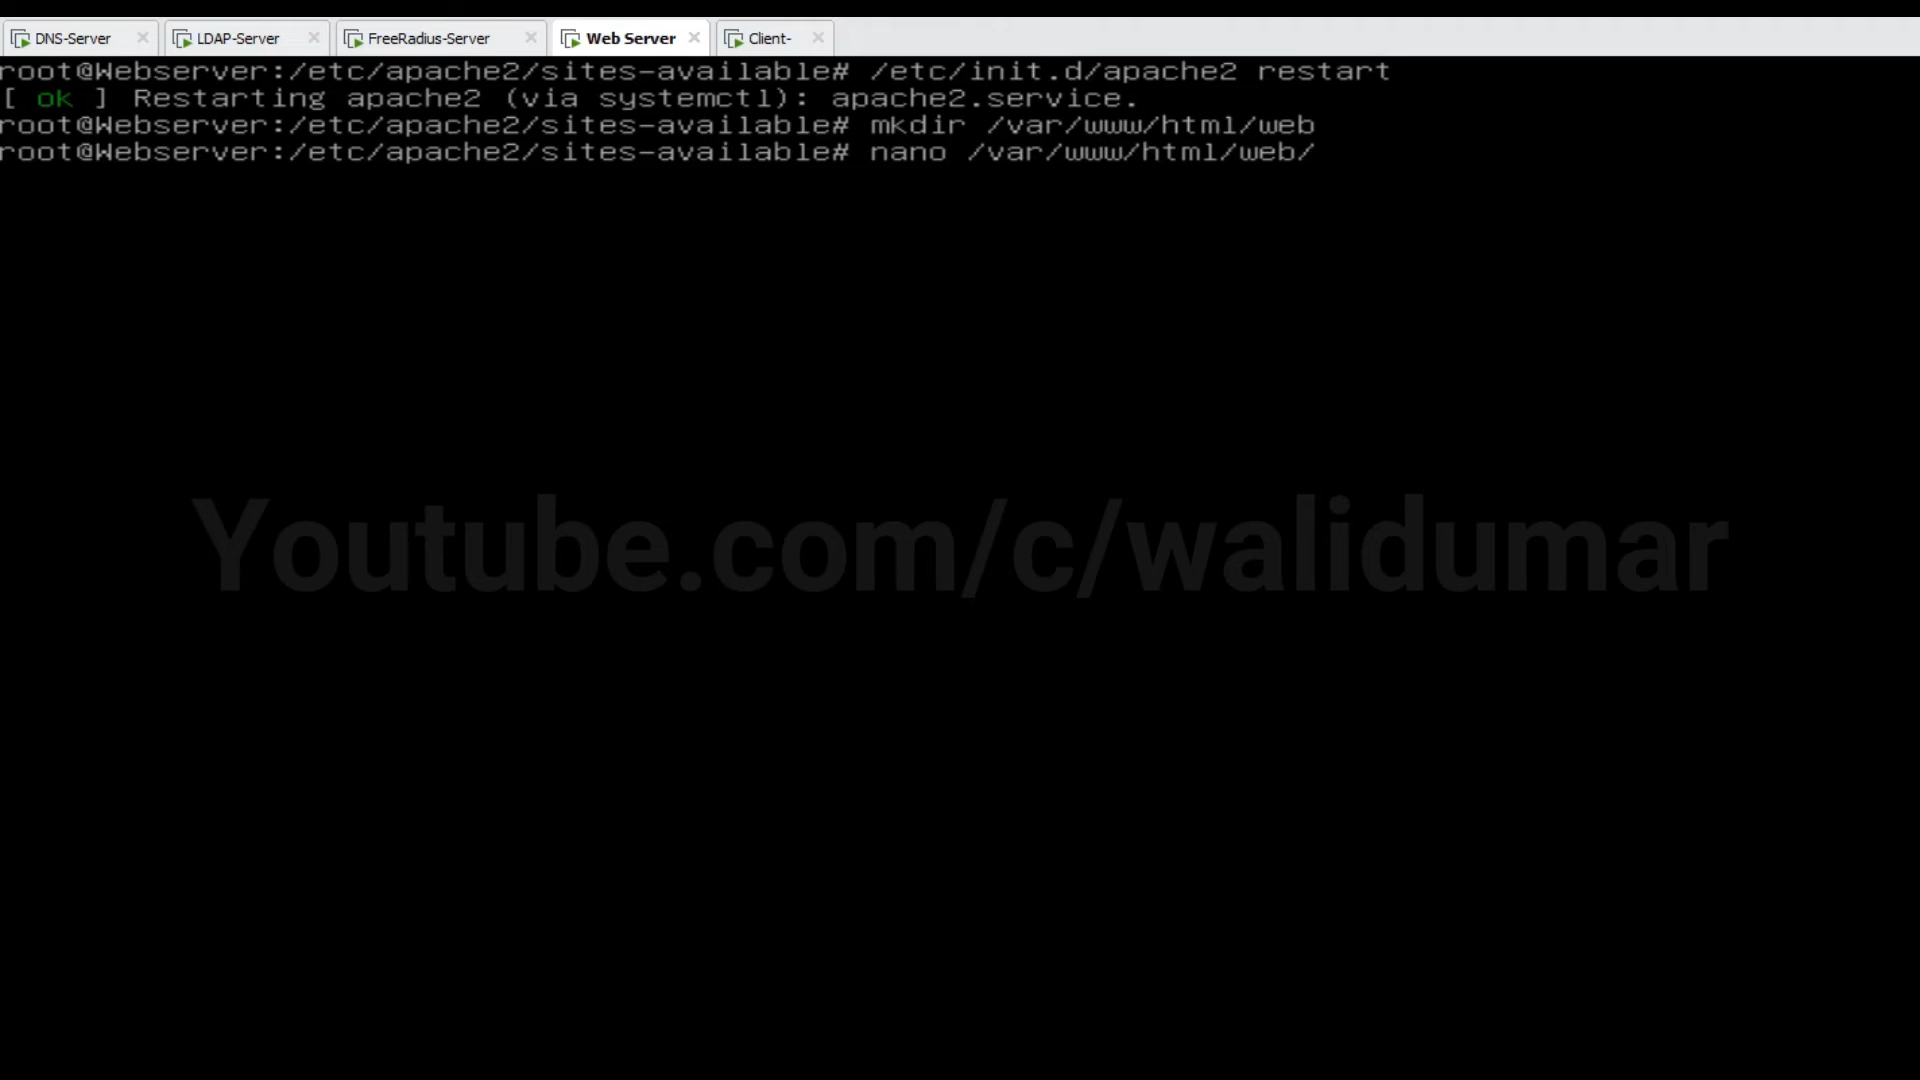 DNS-Server LDAP-Server FreeRadius-Server Web Server Client-
root@Webserver:/etc/apache2/sites-available# /etc/init.d/apache2 restart
[ ok ] Restarting apache2 (via systemctl): apache2.service.
root@Webserver:/etc/apache2/sites-available# mkdir /var/www/html/web
root@Webserver:/etc/apache2/sites-available# nano /var/www/html/web/
Youtube.com/c/walidumar